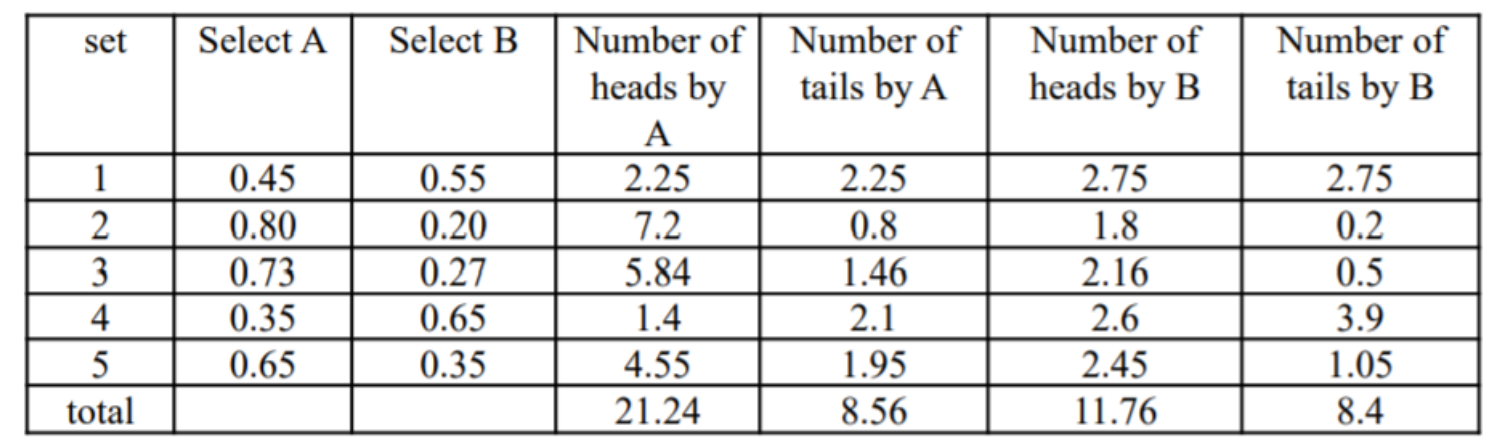 set Select A Select B Number of heads by A Number of tails by A Number of heads by B Number of tails by B
1 0.45 0.55 2.25 2.25 2.75 2.75
2 0.80 0.20 7.2 0.8 1.8 0.2
3 0.73 0.27 5.84 1.46 2.16 0.5
4 0.35 0.65 1.4 2.1 2.6 3.9
5 0.65 0.35 4.55 1.95 2.45 1.05
total 21.24 8.56 11.76 8.4